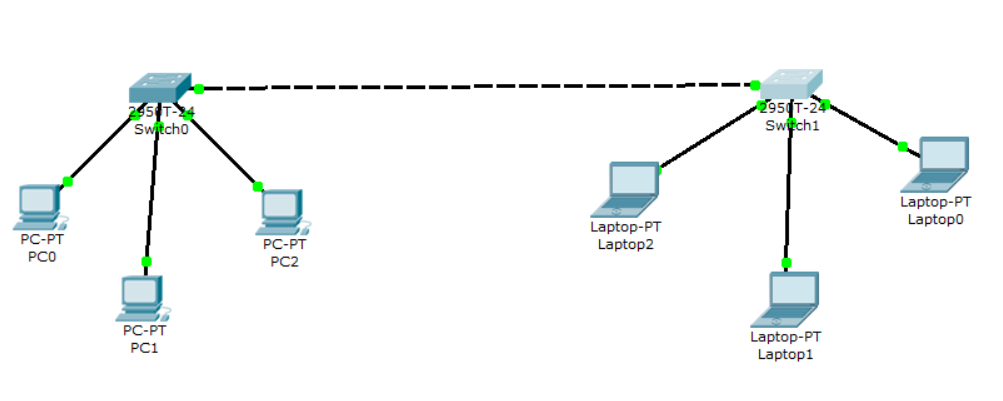 2950T-24
Switch0
2950T-24
Switch1
PC-PT
PC0
PC-PT
PC1
PC-PT
PC2
Laptop-PT
Laptop2
Laptop-PT
Laptop1
Laptop-PT
Laptop0